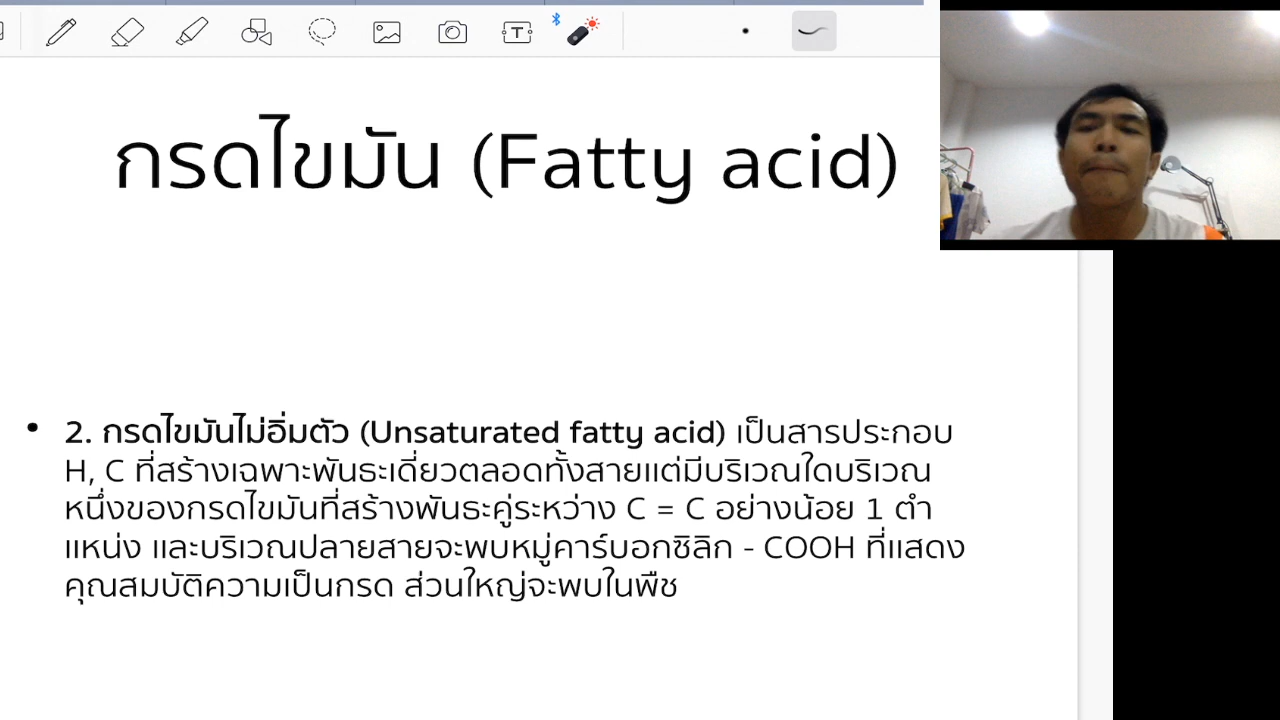 T
กรดไขมัน (Fatty acid)
• 2. กรดไขมันไม่อิ่มตัว (Unsaturated fatty acid) เป็นสารประกอบ
H, C ที่สร้างเฉพาะพันธะเดี่ยวตลอดทั้งสายแต่มีบริเวณใดบริเวณ
หนึ่งของกรดไขมันที่สร้างพันธะคู่ระหว่าง C = C อย่างน้อย 1 ตำ
แหน่ง และบริเวณปลายสายจะพบหมู่คาร์บอกซิลิก - COOH ที่แสดง
คุณสมบัติความเป็นกรด ส่วนใหญ่จะพบในพืช